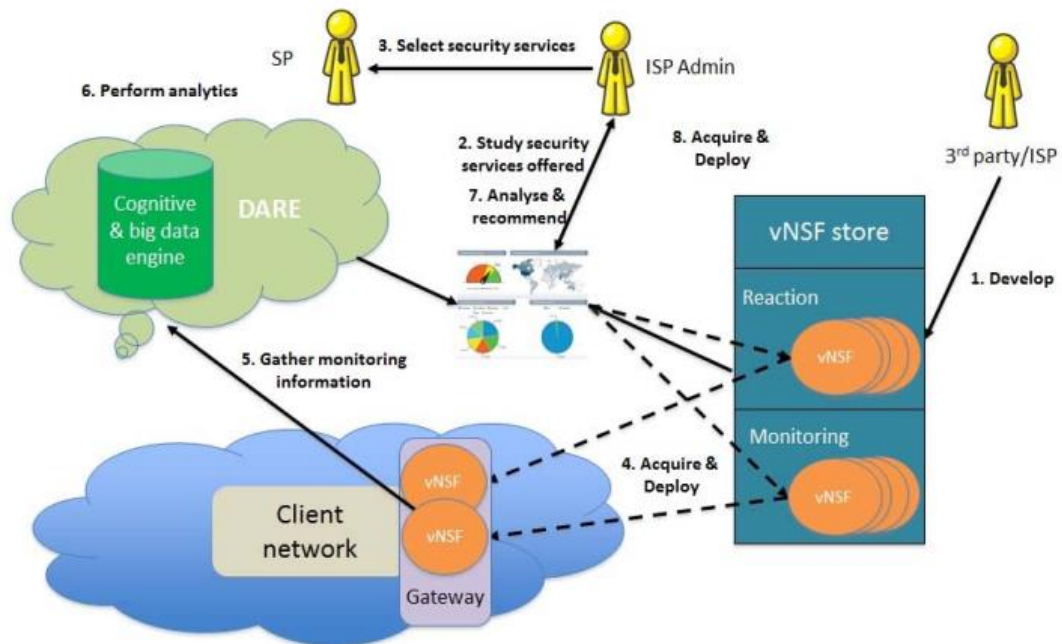 3. Select security services
SP
ISP Admin
6. Perform analytics
2. Study security
services offered
7. Analyse &
recommend
8. Acquire &
Deploy
3rd party/ISP
Cognitive
& big data
engine
DARE
vNSF store
1. Develop
Reaction
vNSF
5. Gather monitoring
information
Monitoring
vNSF
4. Acquire &
Deploy
vNSF
Client
network
vNSF
Gateway